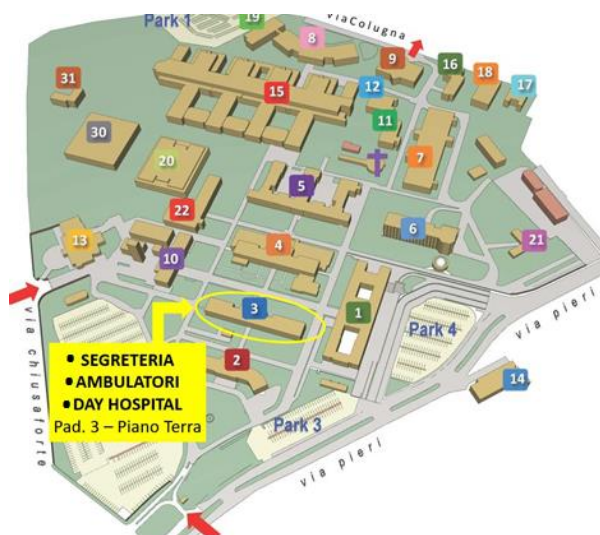 Park 1
19
8
via Colugna
9
16
18
17
31
15
12
30
11
20
7
5
22
6
13
4
21
10
3
1
Park 4
via pieri
• SEGRETERIA
• AMBULATORI
• DAY HOSPITAL
Pad. 3 – Piano Terra
2
14
via chiusaforte
Park 3
via pieri